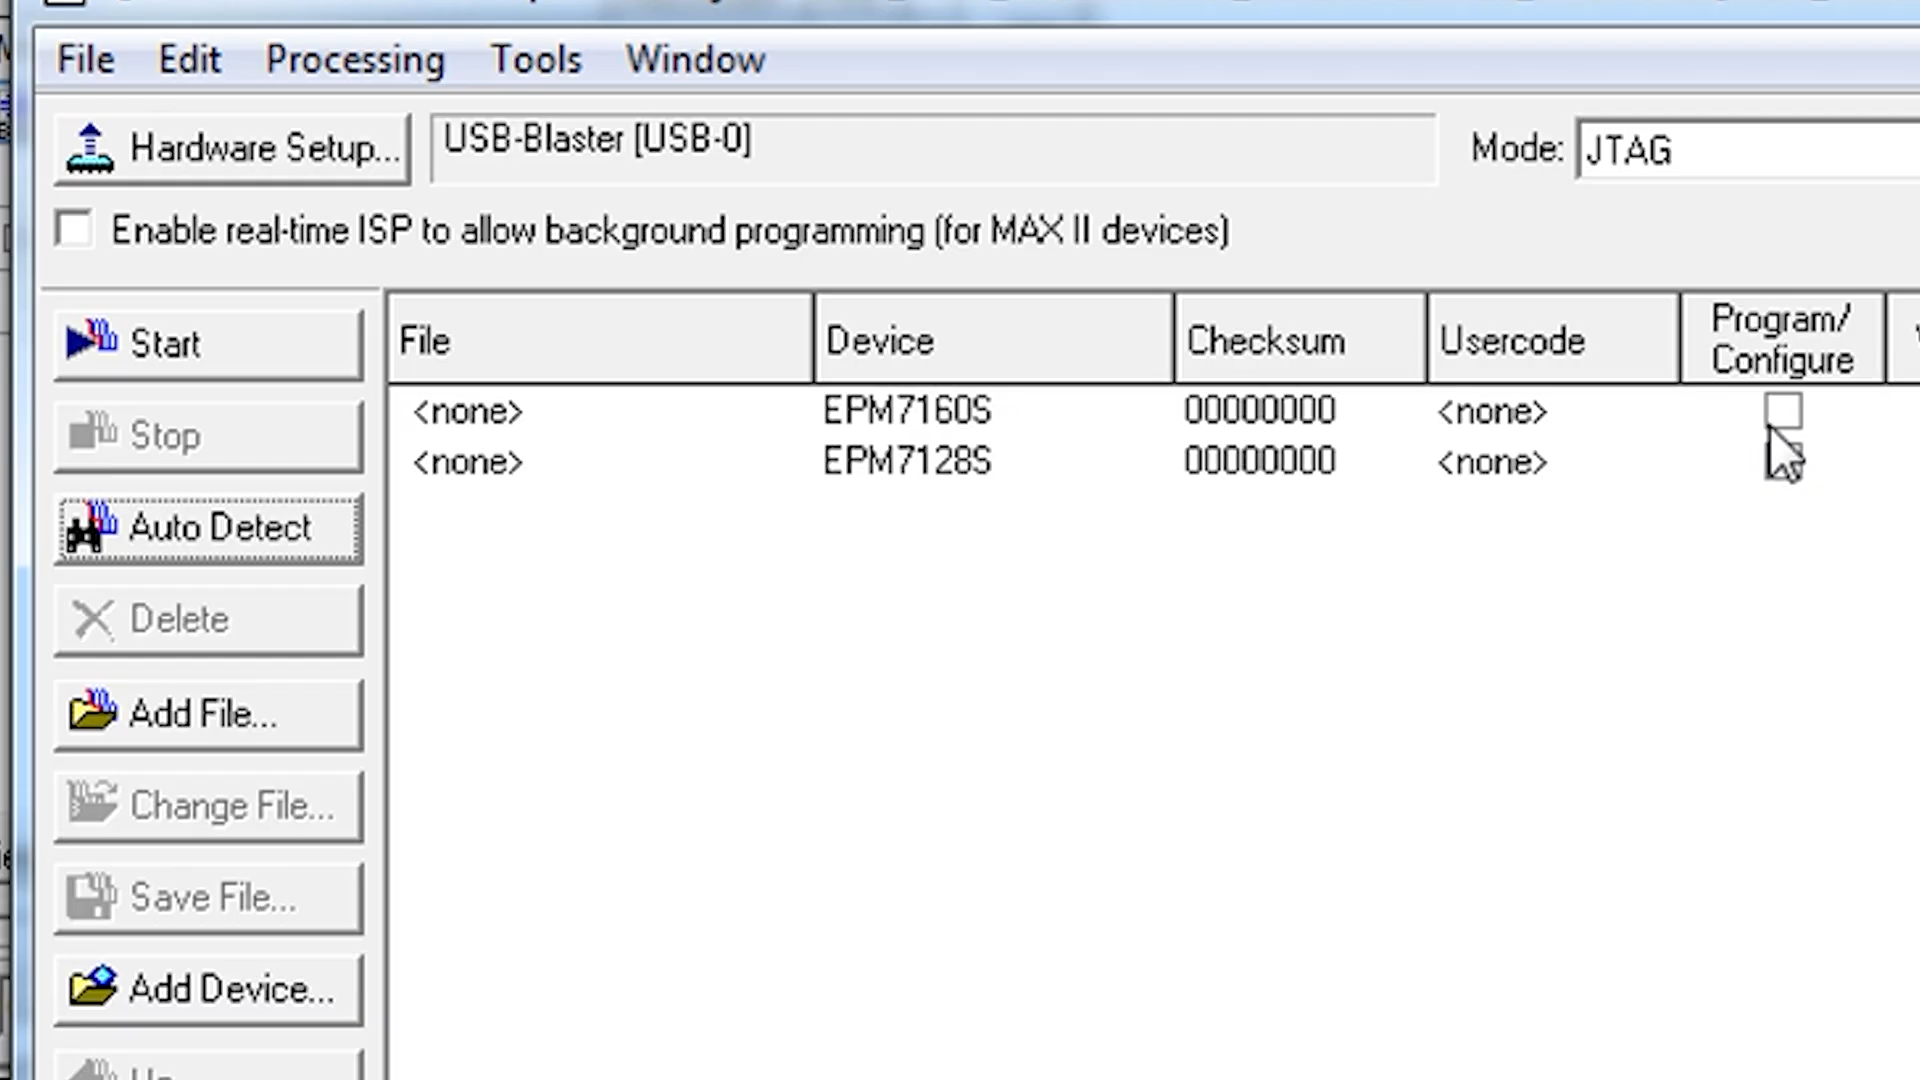 File Edit Processing Tools Window
Hardware Setup... USB-Blaster [USB-0] Mode: JTAG
Enable real-time ISP to allow background programming (for MAX II devices)
Start
Stop
Auto Detect
Delete
Add File...
Change File...
Save File...
Add Device...
File Device Checksum Usercode Program/
Configure
<none> EPM7160S 00000000 <none>
<none> EPM7128S 00000000 <none>